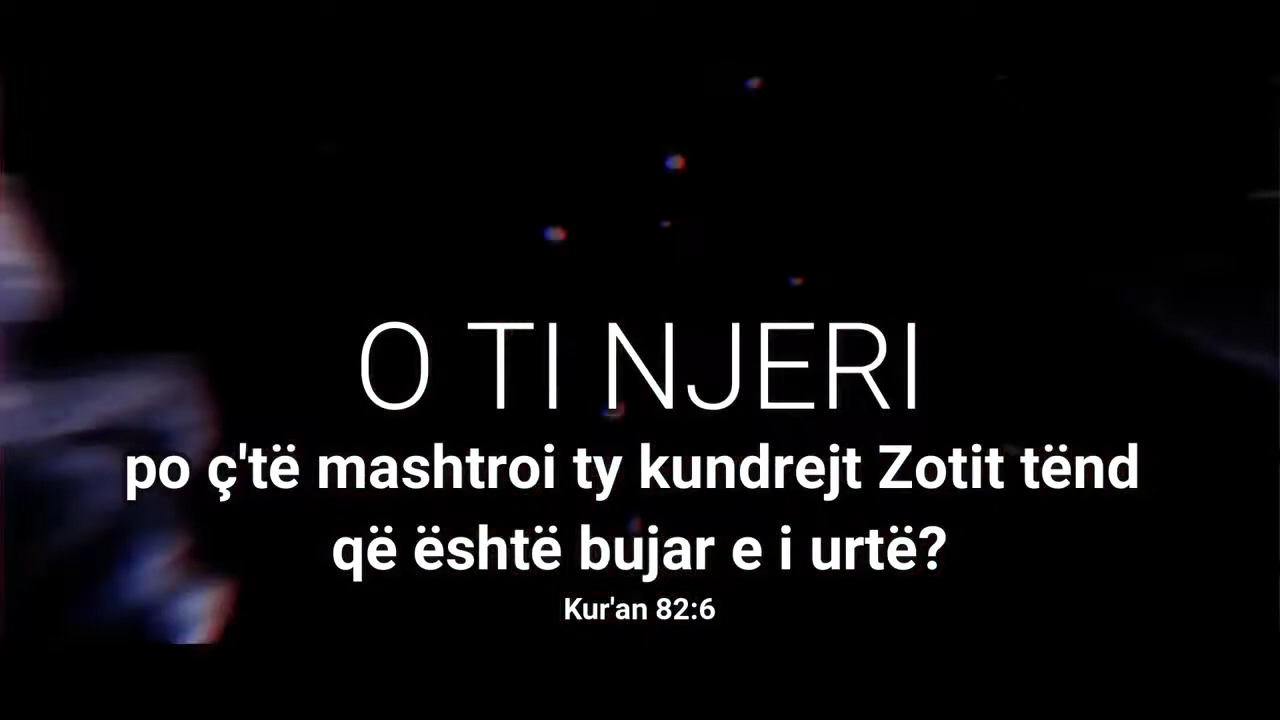 O TI NJERI
po ç'të mashtroi ty kundrejt Zotit tënd
që është bujar e i urtë?
Kur'an 82:6